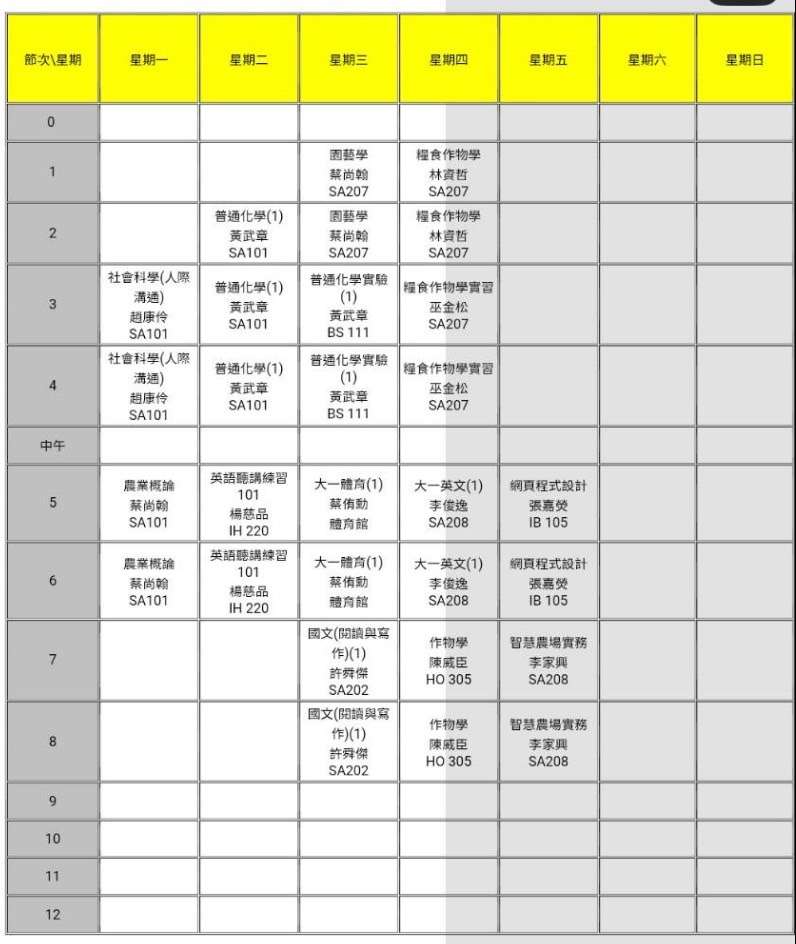 節次\星期 星期一 星期二 星期三 星期四 星期五 星期六 星期日
0
1
園藝學
蔡尚翰
SA207
糧食作物學
林資哲
SA207
2
普通化學(1)
黃武章
SA101
園藝學
蔡尚翰
SA207
糧食作物學
林資哲
SA207
3
社會科學(人際
溝通)
趙康伶
SA101
普通化學(1)
黃武章
SA101
普通化學實驗
(1)
黃武章
BS 111
糧食作物學實習
巫金松
SA207
4
社會科學(人際
溝通)
趙康伶
SA101
普通化學(1)
黃武章
SA101
普通化學實驗
(1)
黃武章
BS 111
糧食作物學實習
巫金松
SA207
中午
5
農業概論
蔡尚翰
SA101
英語聽講練習
101
楊慈品
IH 220
大一體育(1)
蔡侑勳
體育館
大一英文(1)
李俊逸
SA208
網頁程式設計
張嘉熒
IB 105
6
農業概論
蔡尚翰
SA101
英語聽講練習
101
楊慈品
IH 220
大一體育(1)
蔡侑勳
體育館
大一英文(1)
李俊逸
SA208
網頁程式設計
張嘉熒
IB 105
7
國文(閱讀與寫
作)(1)
許舜傑
SA202
作物學
陳威臣
HO 305
智慧農場實務
李家興
SA208
8
國文(閱讀與寫
作)(1)
許舜傑
SA202
作物學
陳威臣
HO 305
智慧農場實務
李家興
SA208
9
10
11
12